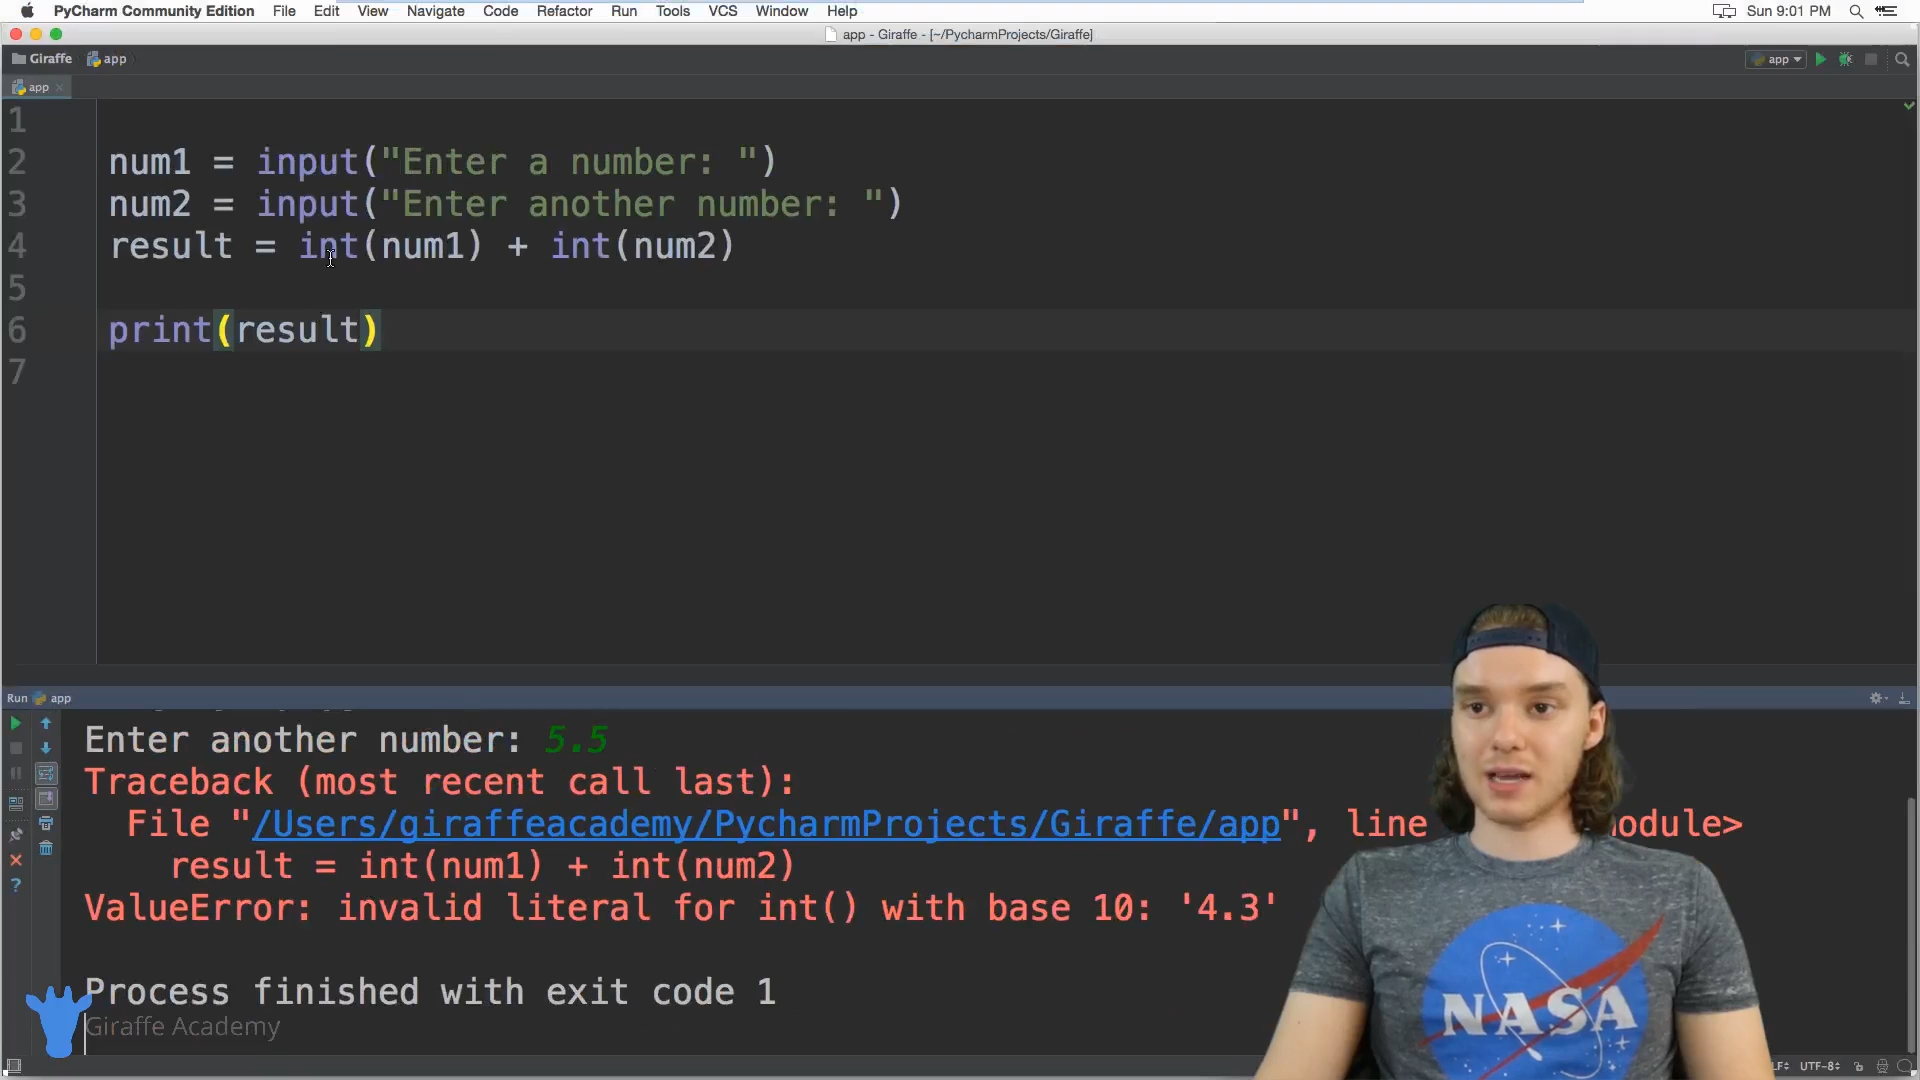 PyCharm Community Edition File Edit View Navigate Code Refactor Run Tools VCS Window Help Sun 9:01 PM
app - Giraffe - [~/PycharmProjects/Giraffe]
Giraffe app app
app
1
2 num1 = input("Enter a number: ")
3 num2 = input("Enter another number: ")
4 result = int(num1) + int(num2)
5
6 print(result)
7
Run app
Enter another number: 5.5
Traceback (most recent call last):
File "/Users/giraffeacademy/PycharmProjects/Giraffe/app", line module>
result = int(num1) + int(num2)
ValueError: invalid literal for int() with base 10: '4.3'
Process finished with exit code 1
Giraffe Academy
NASA
UTF-8